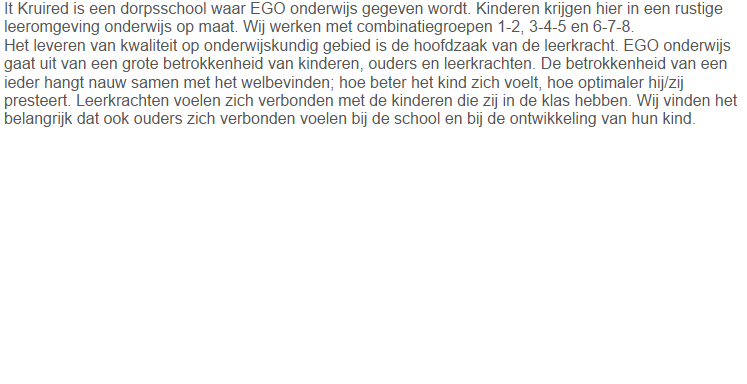 It Kruired is een dorpsschool waar EGO onderwijs gegeven wordt. Kinderen krijgen hier in een rustige
leeromgeving onderwijs op maat. Wij werken met combinatiegroepen 1-2, 3-4-5 en 6-7-8.
Het leveren van kwaliteit op onderwijskundig gebied is de hoofdzaak van de leerkracht. EGO onderwijs
gaat uit van een grote betrokkenheid van kinderen, ouders en leerkrachten. De betrokkenheid van een
ieder hangt nauw samen met het welbevinden; hoe beter het kind zich voelt, hoe optimaler hij/zij
presteert. Leerkrachten voelen zich verbonden met de kinderen die zij in de klas hebben. Wij vinden het
belangrijk dat ook ouders zich verbonden voelen bij de school en bij de ontwikkeling van hun kind.